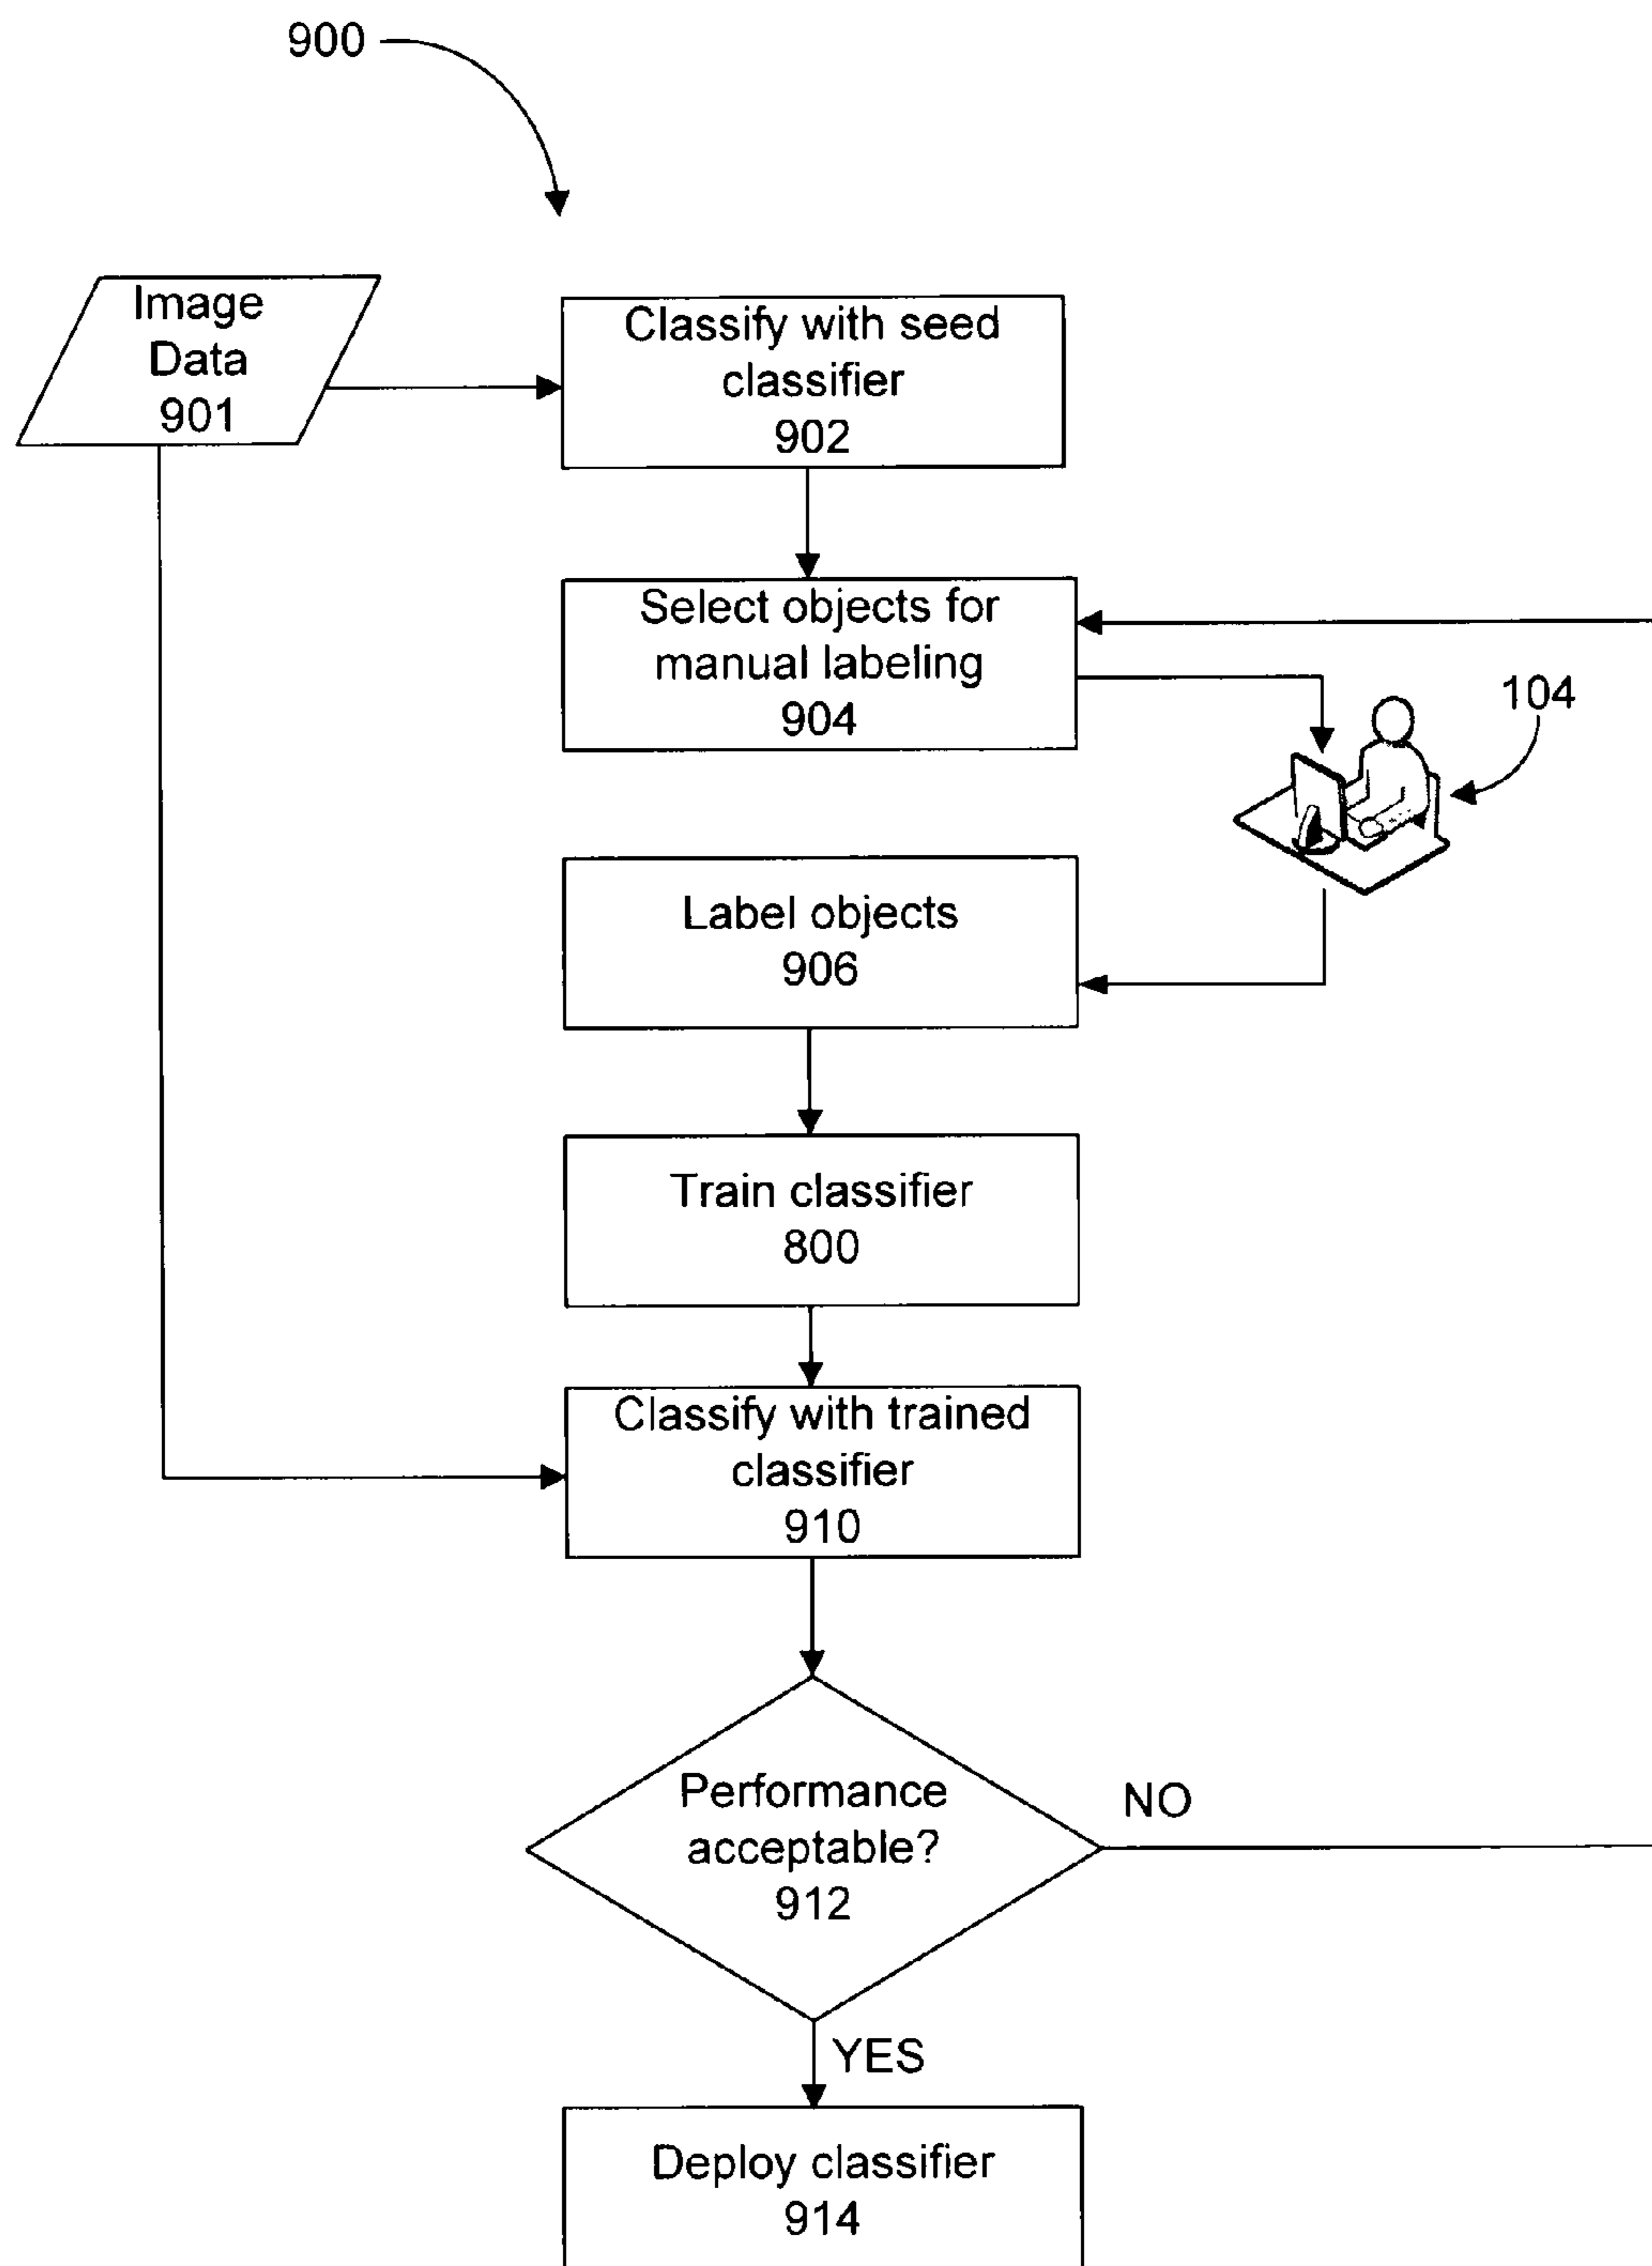 900
Image
Data
901
Classify with seed
classifier
902
Select objects for
manual labeling
904
104
Label objects
906
Train classifier
800
Classify with trained
classifier
910
Performance
acceptable?
912
NO
YES
Deploy classifier
914